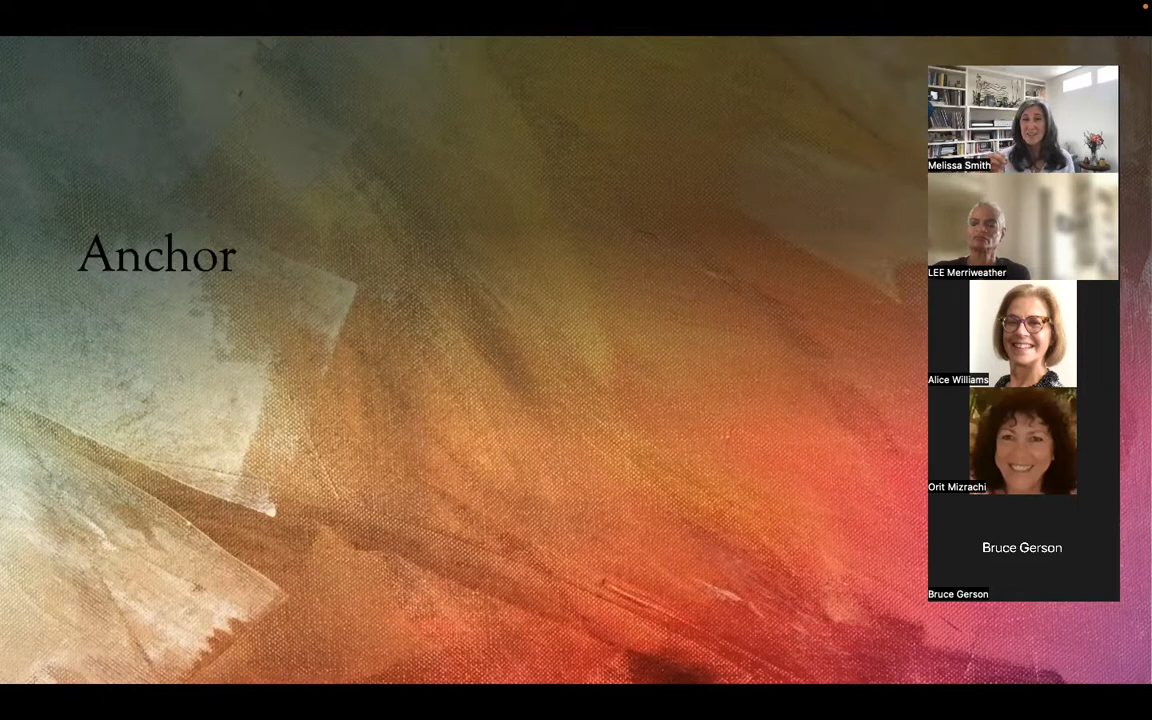 Anchor
Melissa Smith
LEE Merriweather
Alice Williams
Orit Mizrachi
Bruce Gerson
Bruce Gerson